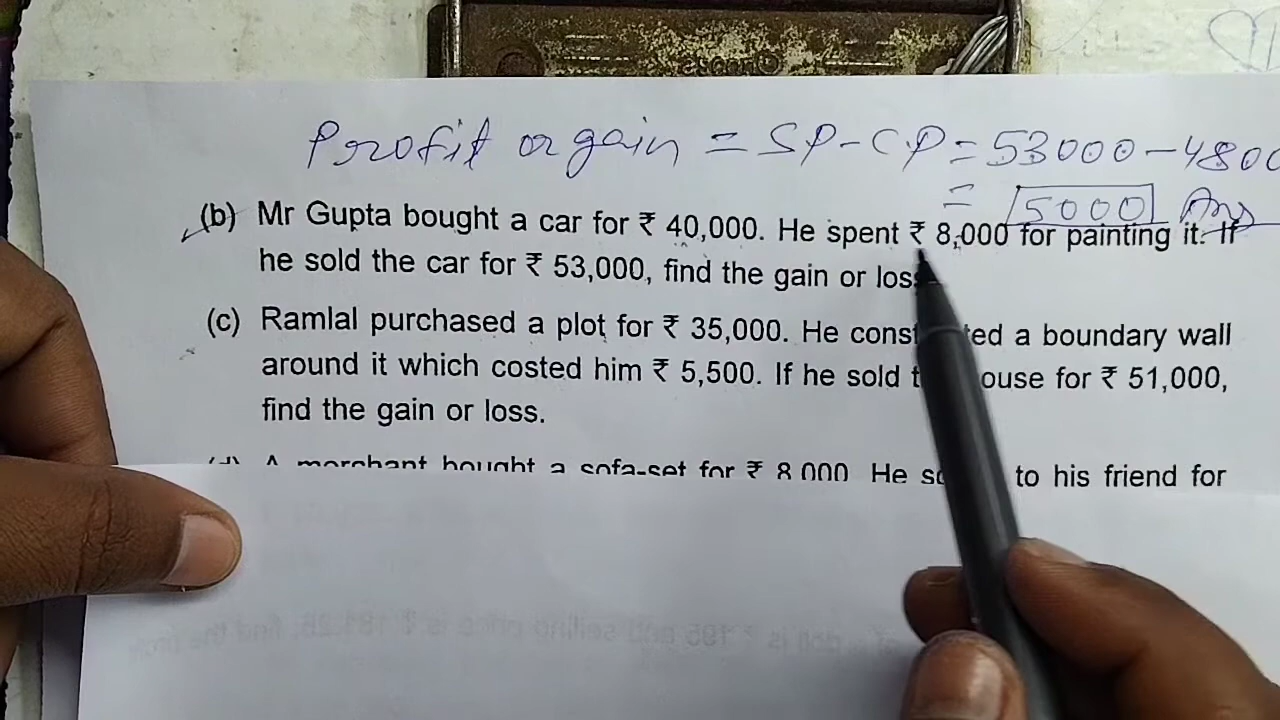 Profit or gain = SP-CP = 53000-4800
= 5000 Ans
(b) Mr Gupta bought a car for ₹ 40,000. He spent ₹ 8,000 for painting it. If
he sold the car for ₹ 53,000, find the gain or los
(c) Ramlal purchased a plot for ₹ 35,000. He const ted a boundary wall
around it which costed him ₹ 5,500. If he sold t ouse for ₹ 51,000,
find the gain or loss.
(d) A merchant bought a sofa-set for ₹ 8,000. He so to his friend for